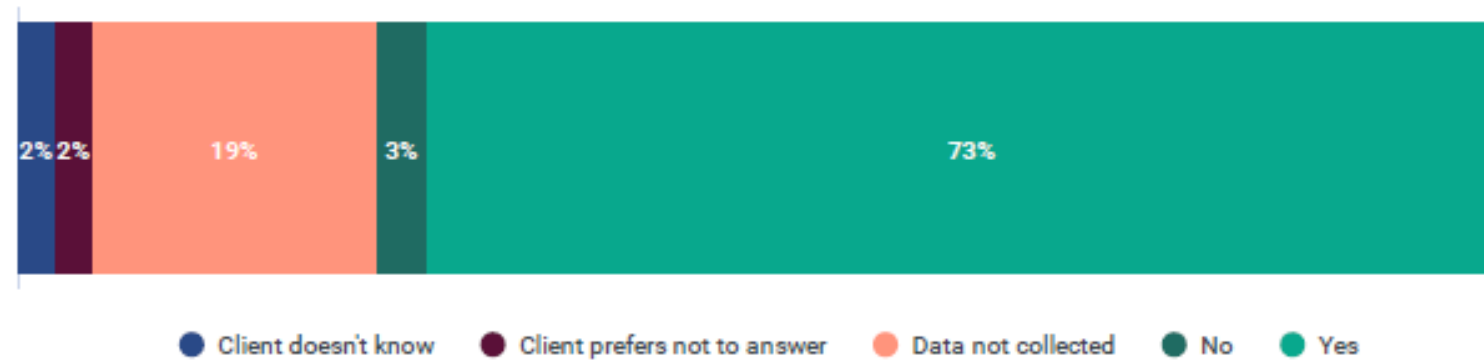 2% 2% 19% 3% 73%
Client doesn't know Client prefers not to answer Data not collected No Yes